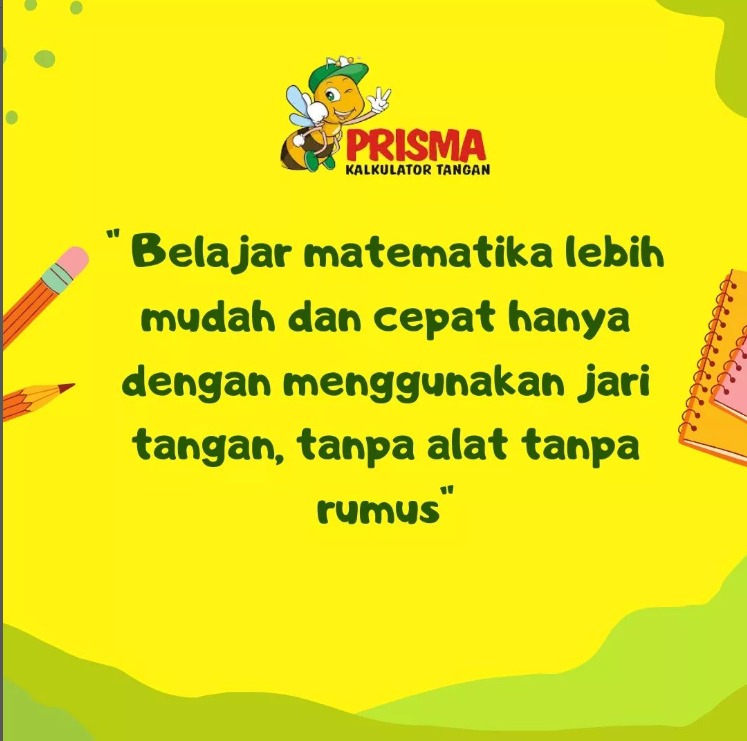 PRISMA
KALKULATOR TANGAN
" Belajar matematika lebih
mudah dan cepat hanya
dengan menggunakan jari
tangan, tanpa alat tanpa
rumus"